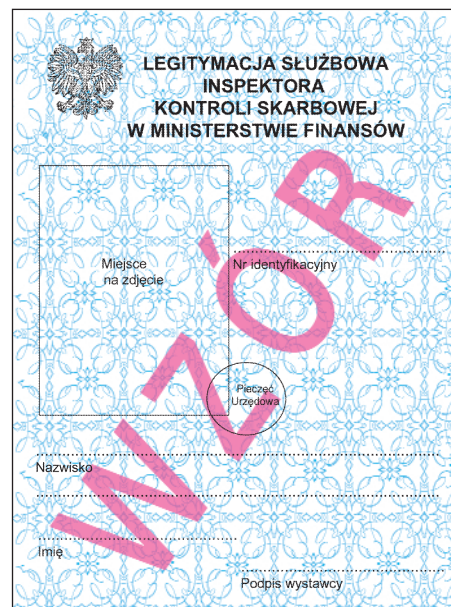 LEGITYMACJA SŁUŻBOWA
INSPEKTORA
KONTROLI SKARBOWEJ
W MINISTERSTWIE FINANSÓW
Miejsce
na zdjęcie
Nr identyfikacyjny
Pieczęć
Urzędowa
WZÓR
Nazwisko
Imię
Podpis wystawcy